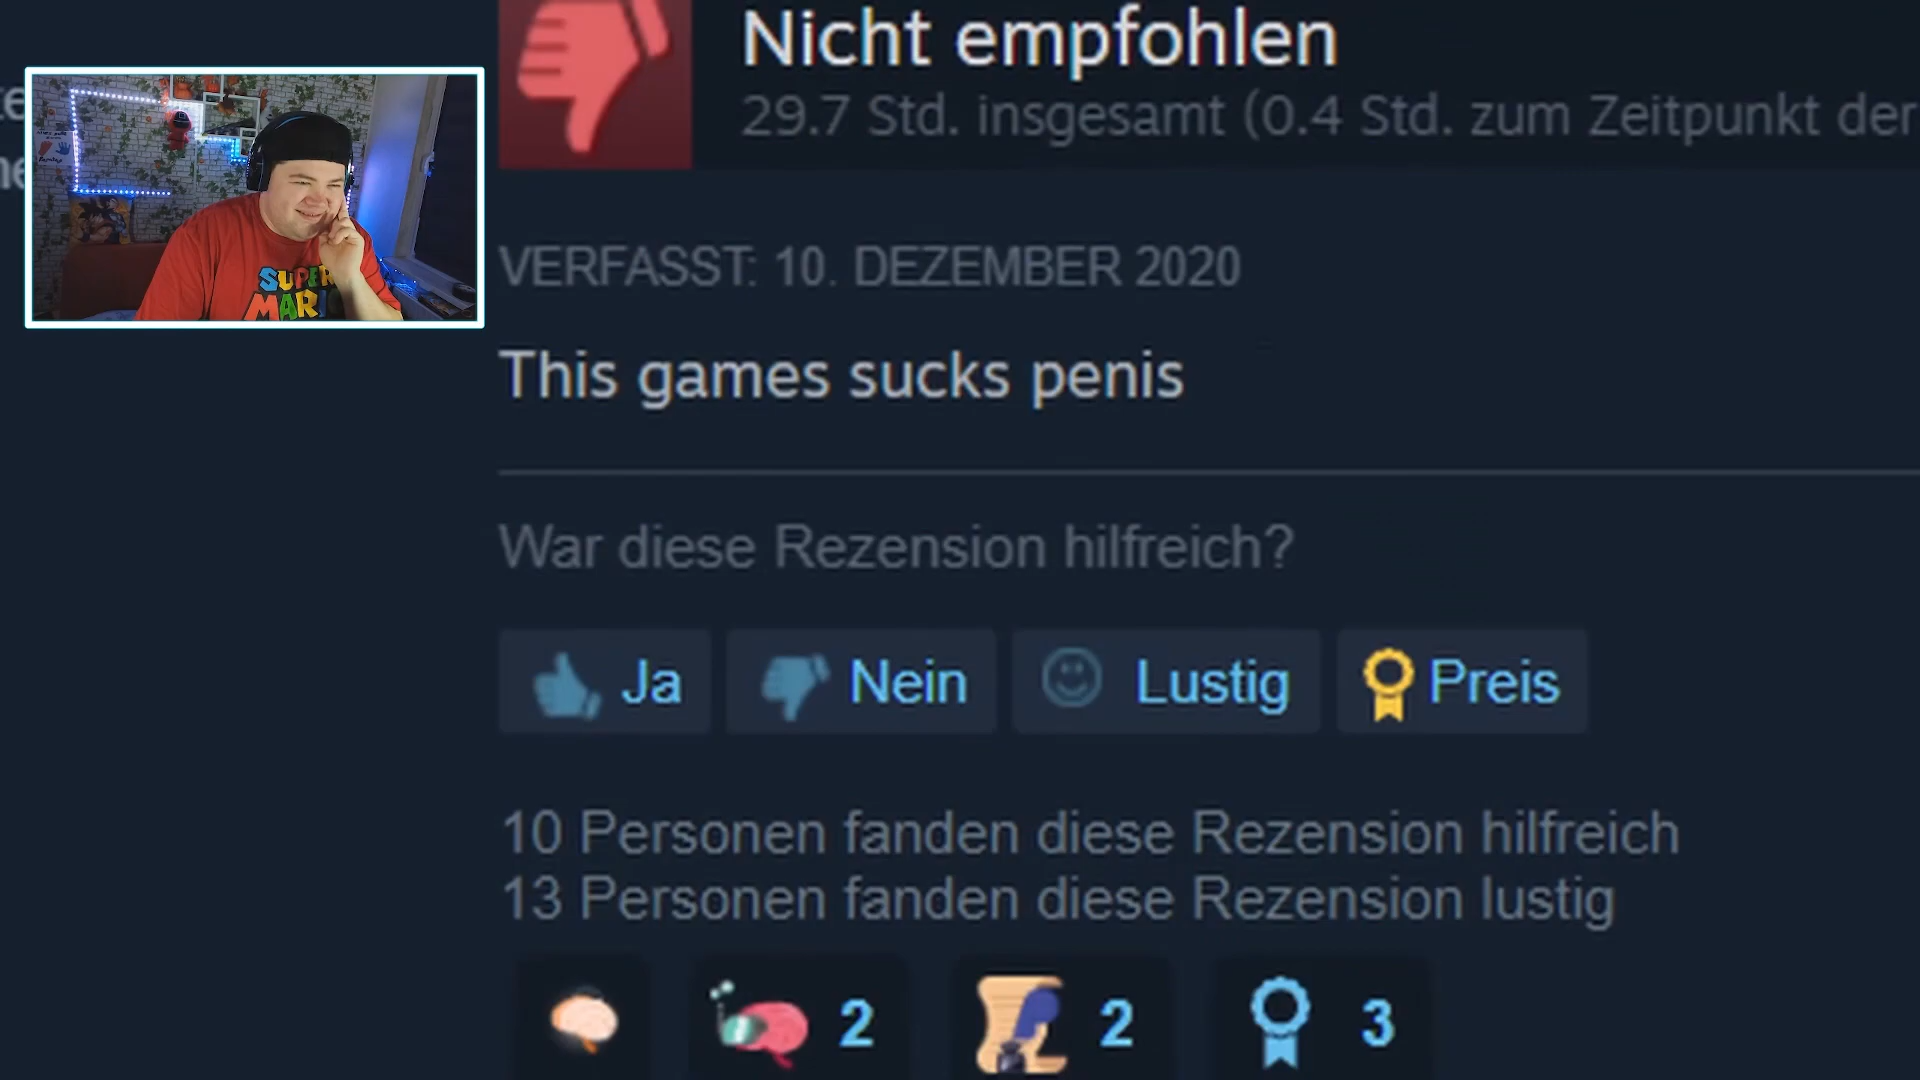 Nicht empfohlen
29.7 Std. insgesamt (0.4 Std. zum Zeitpunkt der
VERFASST: 10. DEZEMBER 2020
SUPER
MARIO
This games sucks penis
War diese Rezension hilfreich?
Ja Nein Lustig Preis
10 Personen fanden diese Rezension hilfreich
13 Personen fanden diese Rezension lustig
2 2 3